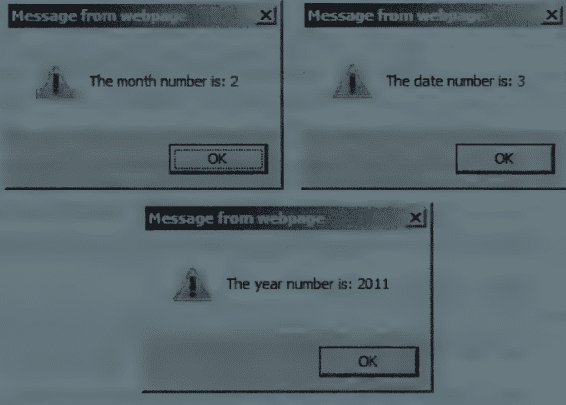 Message from webpage
The month number is: 2
OK
Message from webpage
The date number is: 3
OK
Message from webpage
The year number is: 2011
OK